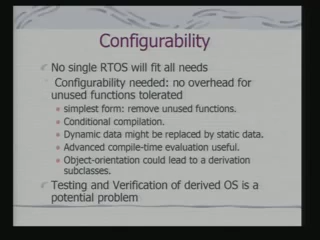 Configurability
No single RTOS will fit all needs
Configurability needed: no overhead for
unused functions tolerated
simplest form: remove unused functions.
Conditional compilation.
Dynamic data might be replaced by static data.
Advanced compile-time evaluation useful.
Object-orientation could lead to a derivation
subclasses.
Testing and Verification of derived OS is a
potential problem